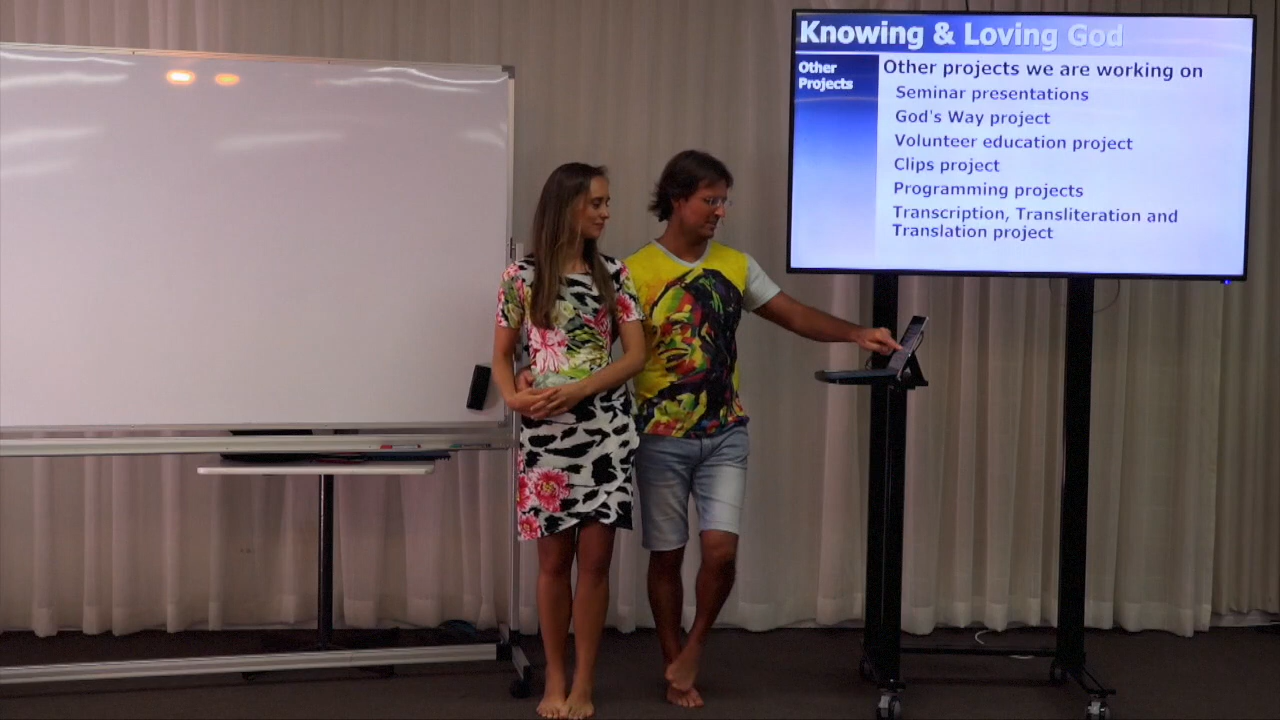 Knowing & Loving God
Other
Projects
Other projects we are working on
Seminar presentations
God's Way project
Volunteer education project
Clips project
Programming projects
Transcription, Transliteration and
Translation project